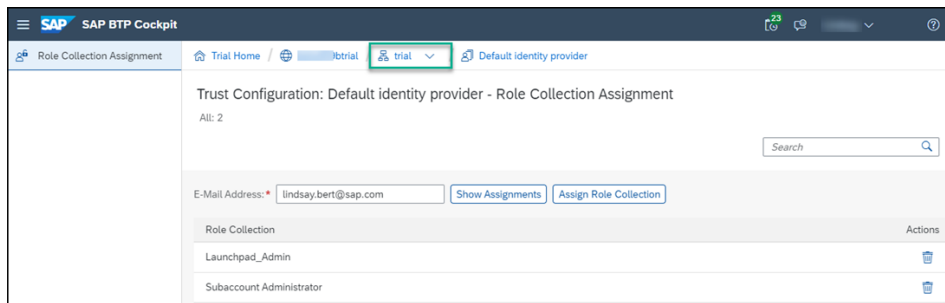 SAP SAP BTP Cockpit 23
Role Collection Assignment Trial Home / btrial / trial / Default identity provider
Trust Configuration: Default identity provider - Role Collection Assignment
All: 2
Search
E-Mail Address:* lindsay.bert@sap.com Show Assignments Assign Role Collection
Role Collection Actions
Launchpad_Admin
Subaccount Administrator